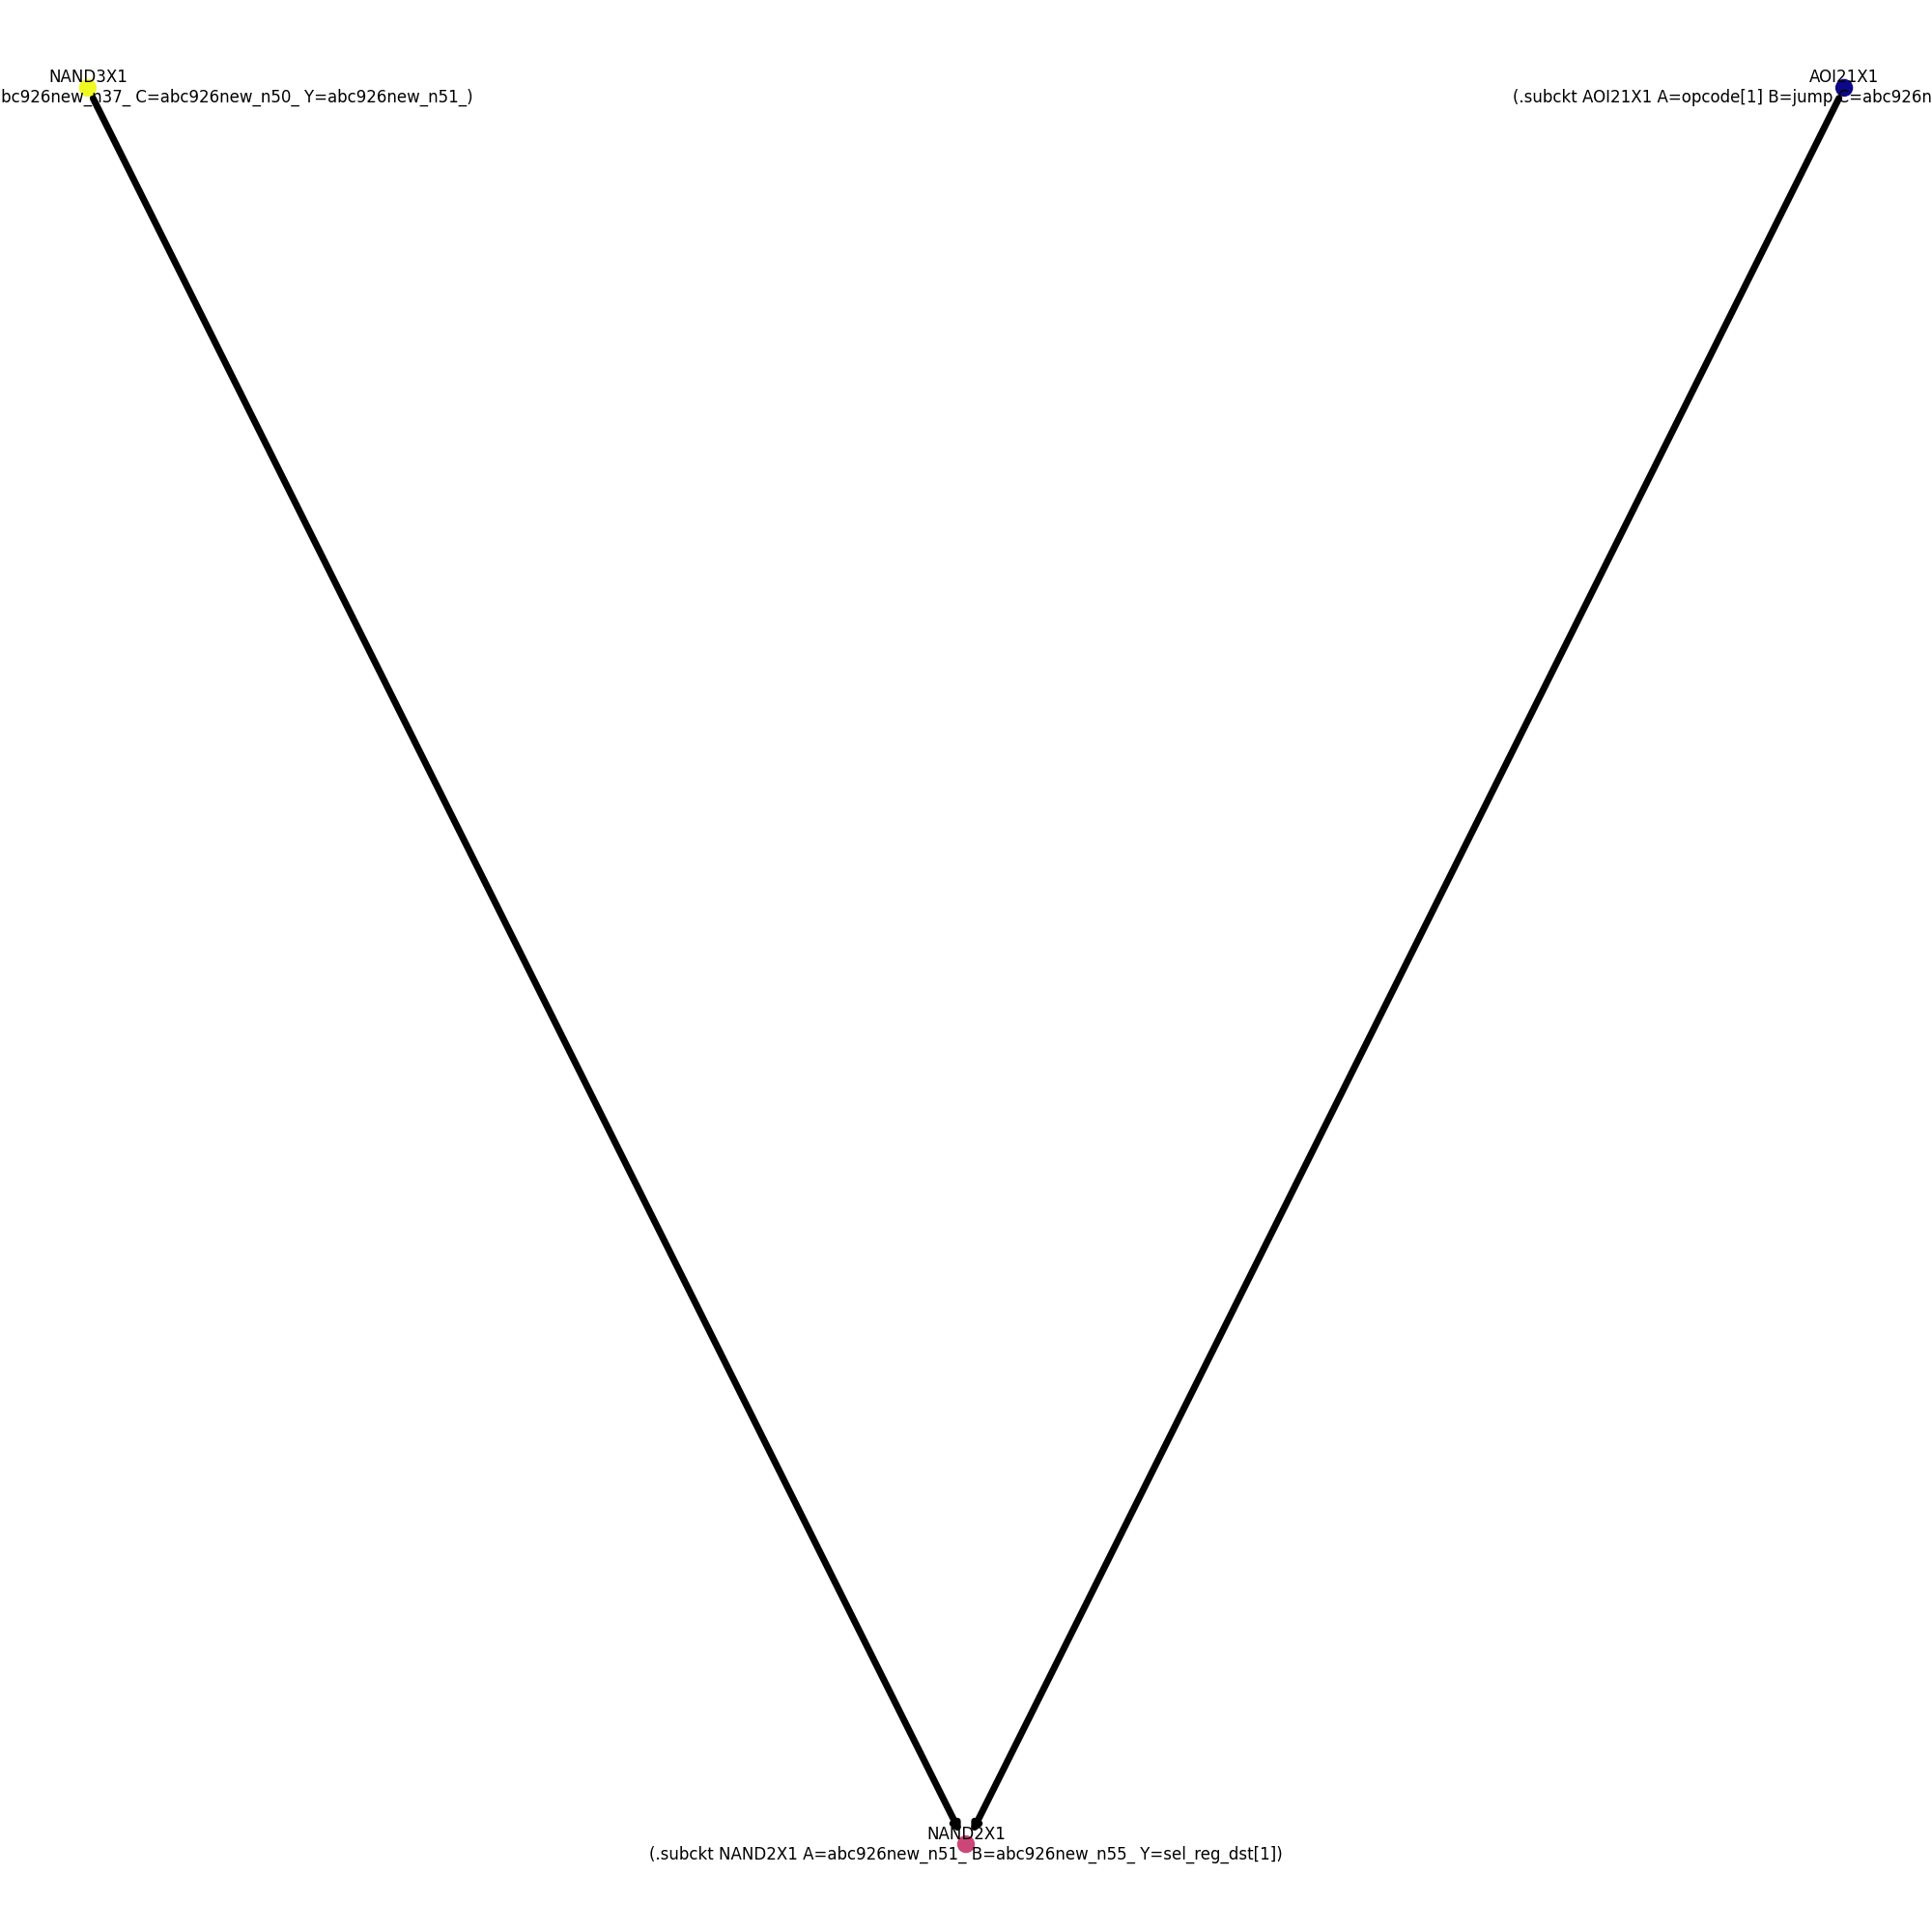 NAND3X1
bc926new_n37_ C=abc926new_n50_ Y=abc926new_n51_)
AOI21X1
(.subckt AOI21X1 A=opcode[1] B=jump C=abc926n
NAND2X1
(.subckt NAND2X1 A=abc926new_n51_ B=abc926new_n55_ Y=sel_reg_dst[1])